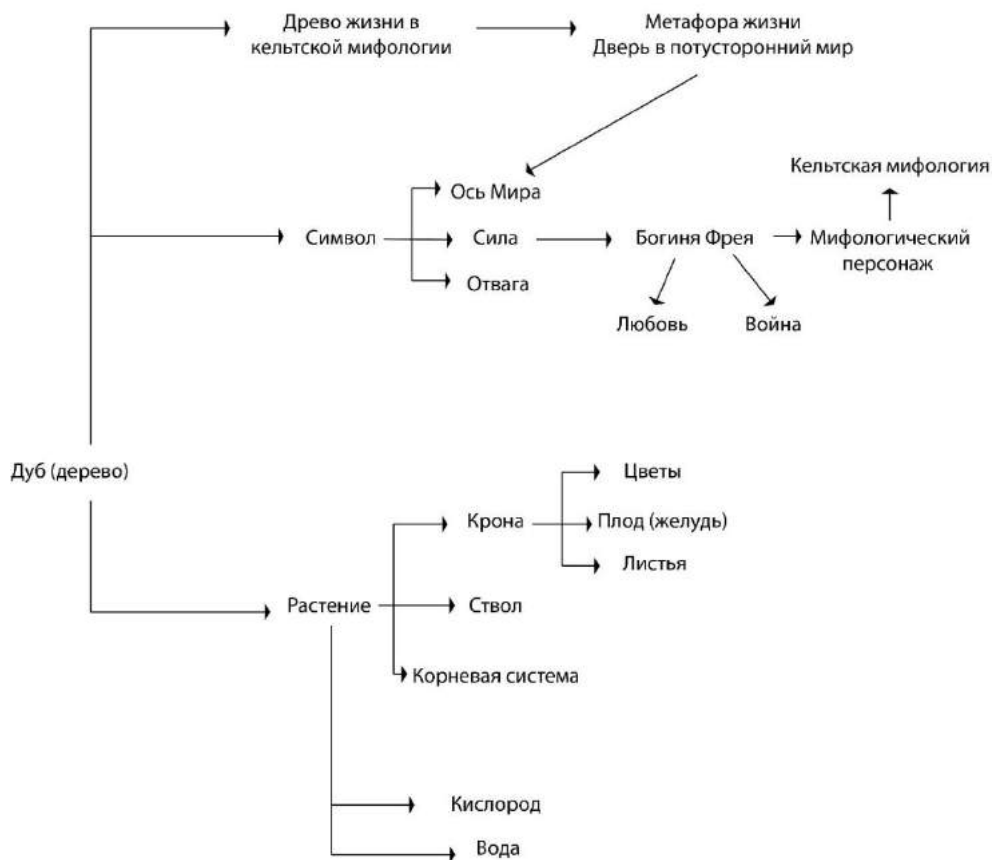 Древо жизни в
кельтской мифологии
Метафора жизни
Дверь в потусторонний мир
Кельтская мифология
Ось Мира
Символ
Сила
Богиня Фрея
Мифологический
персонаж
Отвага
Любовь
Война
Дуб (дерево)
Цветы
Крона
Плод (желудь)
Листья
Растение
Ствол
Корневая система
Кислород
Вода